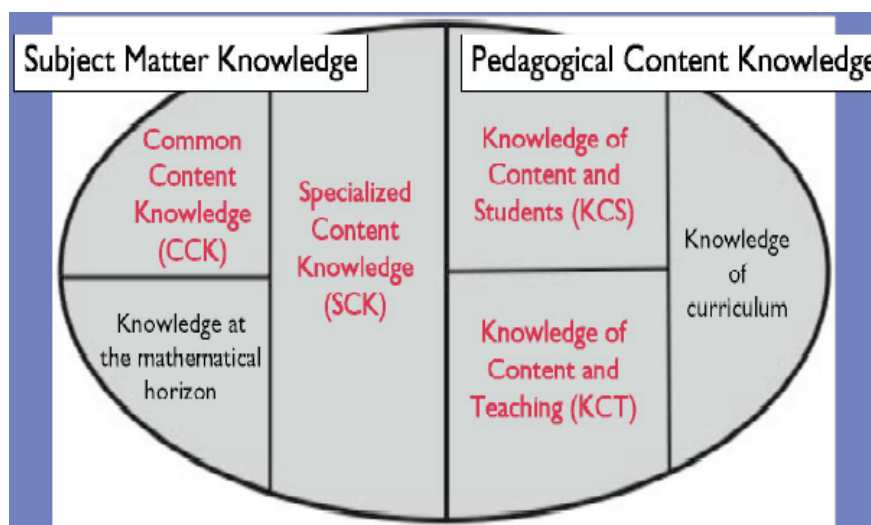 Subject Matter Knowledge
Pedagogical Content Knowledge
Common
Content
Knowledge
(CCK)
Knowledge at
the mathematical
horizon
Specialized
Content
Knowledge
(SCK)
Knowledge of
Content and
Students (KCS)
Knowledge of
Content and
Teaching (KCT)
Knowledge
of
curriculum